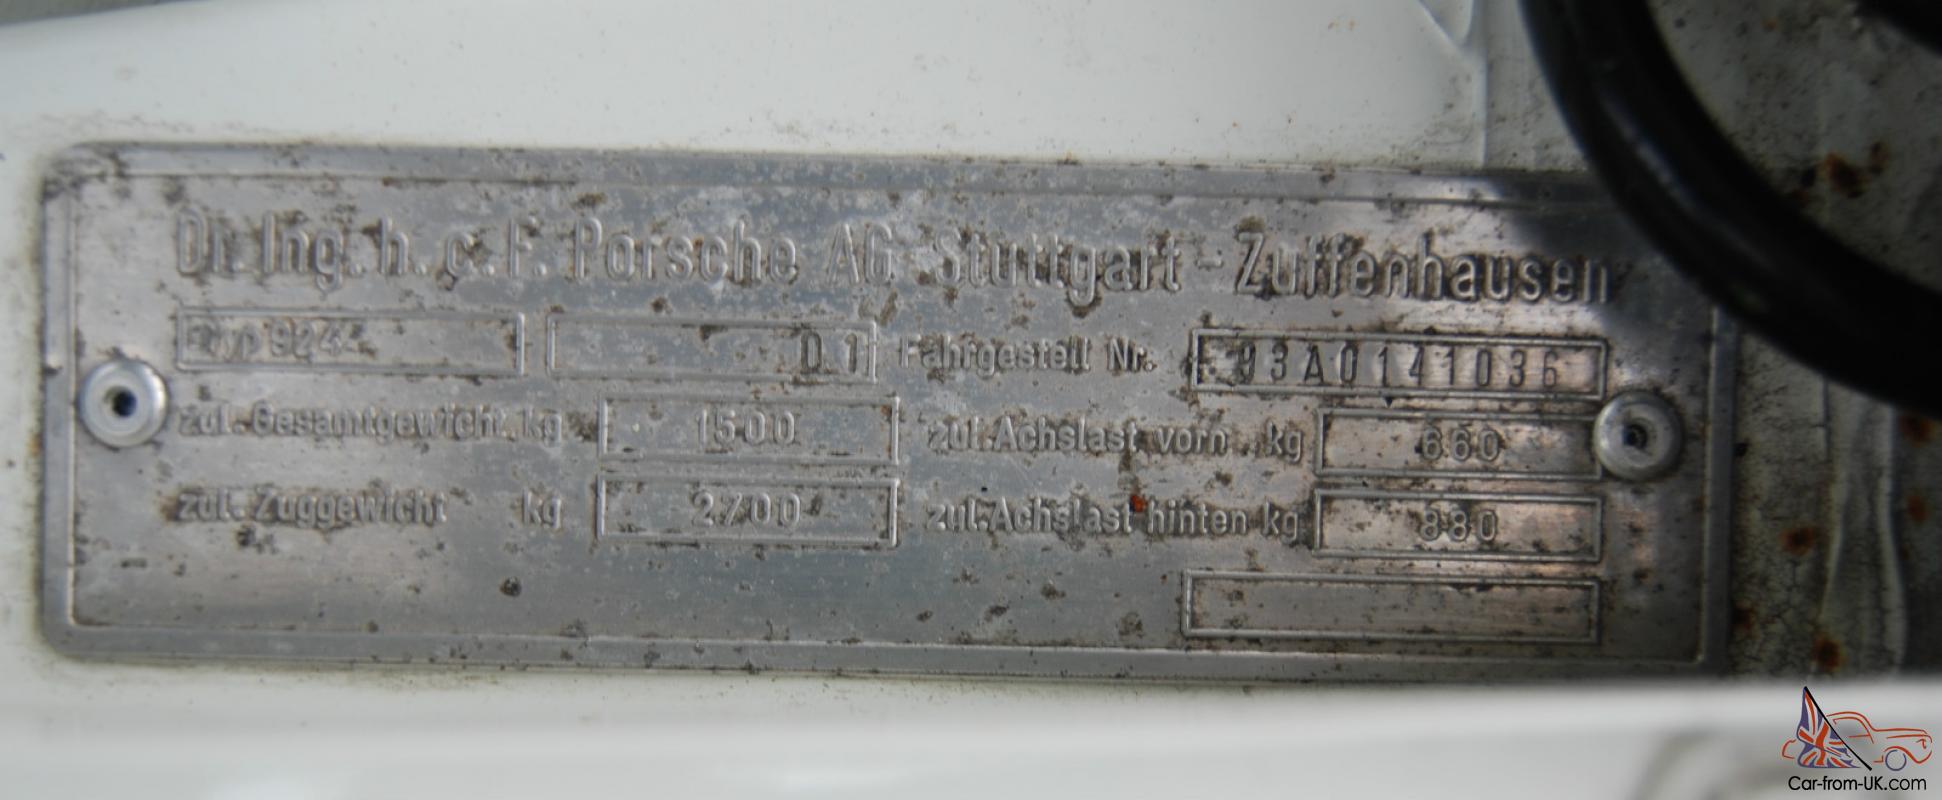 Dr. Ing. h. c. F. Porsche AG Stuttgart - Zuffenhausen
Typ 924 D 1 Fahrgestell Nr. 93A0141036
zul. Gesamtgewicht kg 1500 zul. Achslast vorn kg 660
zul. Zuggewicht kg 2700 zul. Achslast hinten kg 880
Car-from-UK.com